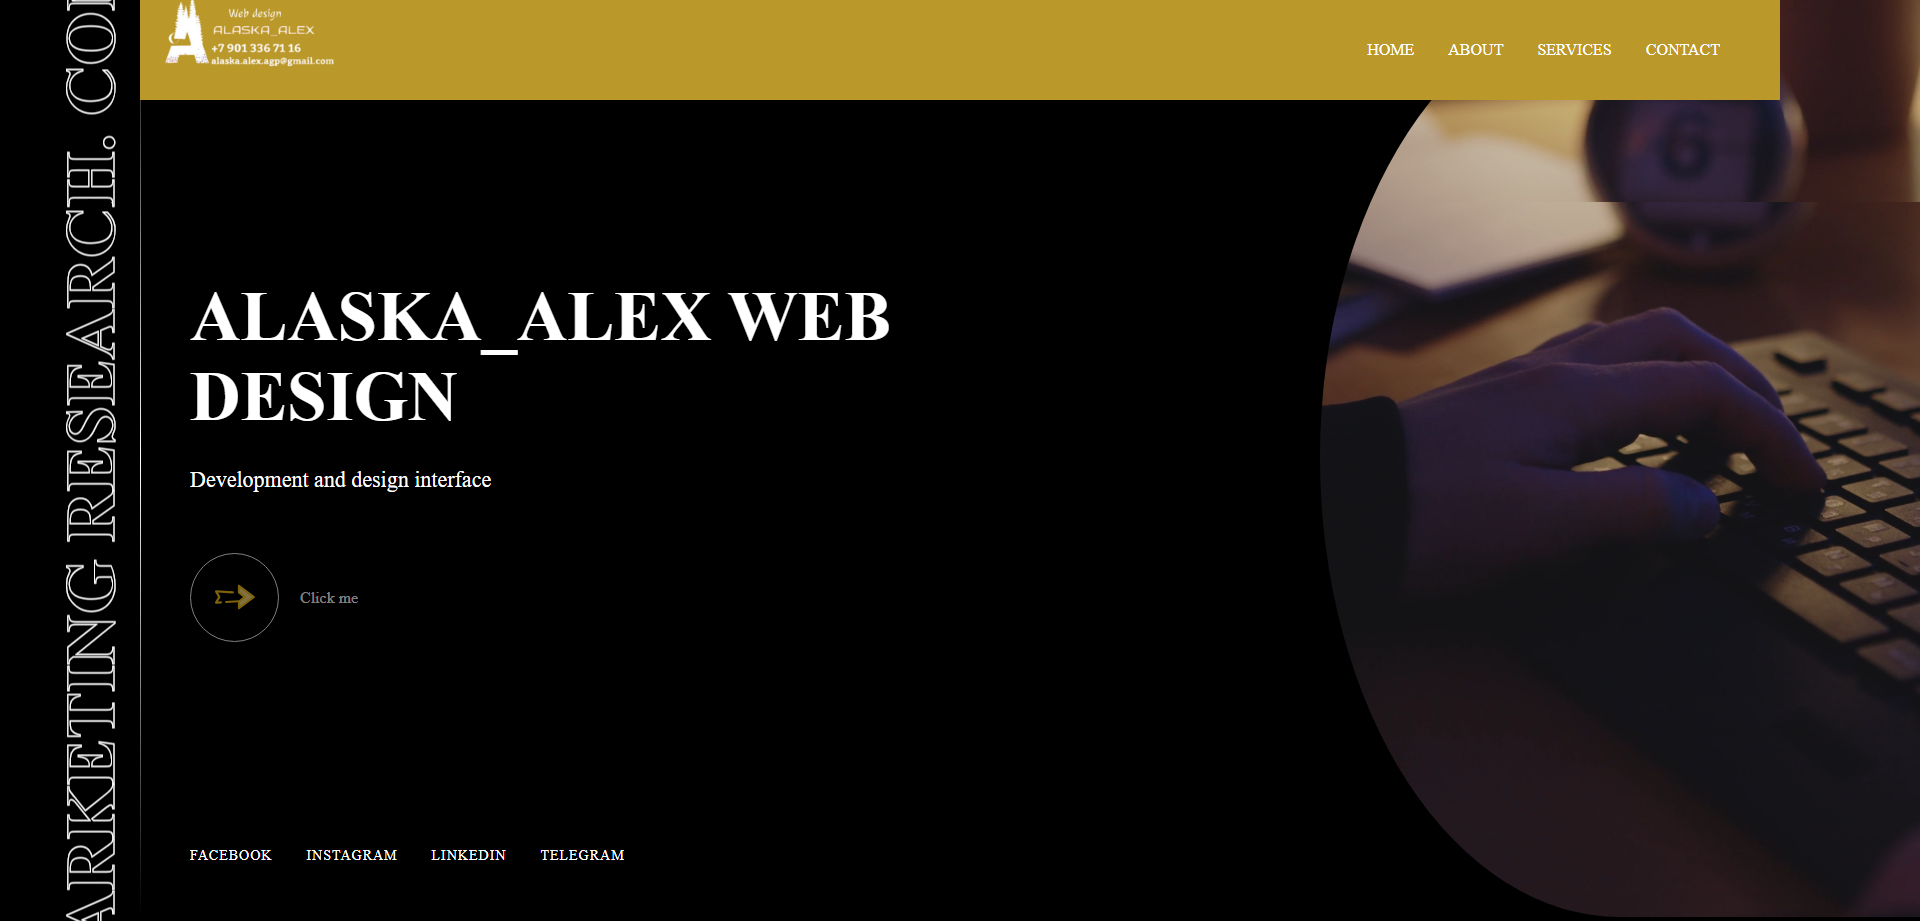 Web design
ALASKA_ALEX
+7 901 336 71 16
alaska.alex.agp@gmail.com
HOME ABOUT SERVICES CONTACT
ARKETING RESEARCH. CO
6
ALASKA_ALEX WEB
DESIGN
Development and design interface
Click me
FACEBOOK INSTAGRAM LINKEDIN TELEGRAM